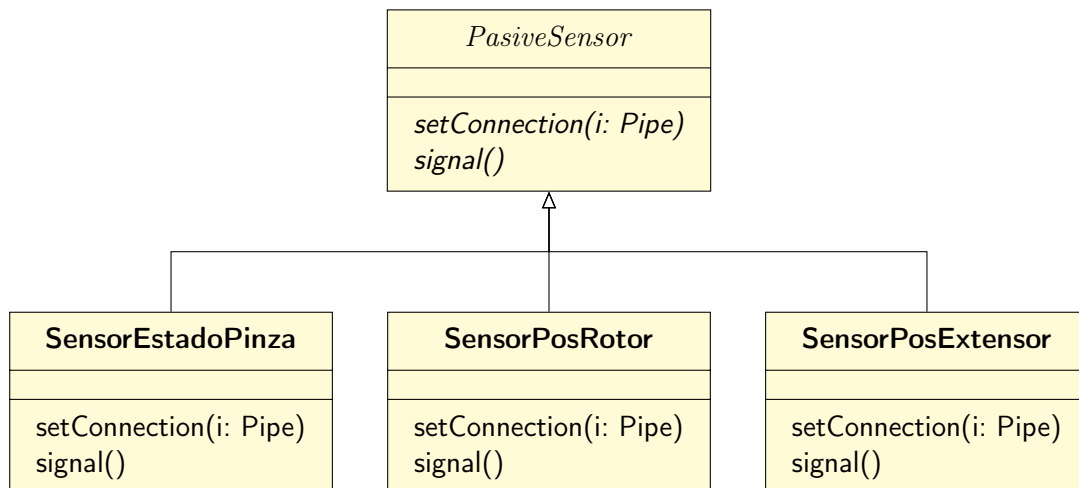 PasiveSensor
setConnection(i: Pipe)
signal()
SensorEstadoPinza
setConnection(i: Pipe)
signal()
SensorPosRotor
setConnection(i: Pipe)
signal()
SensorPosExtensor
setConnection(i: Pipe)
signal()